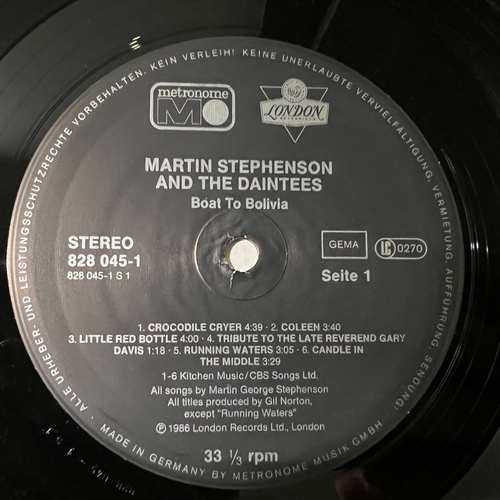 ALLE URHEBER- UND LEISTUNGSSCHUTZRECHTE VORBEHALTEN. KEIN VERLEIH! KEINE UNERLAUBTE VERVIELFÄLTIGUNG, VERMIETUNG, AUFFÜHRUNG, SENDUNG!
metronome
LONDON
MARTIN STEPHENSON
AND THE DAINTEES
Boat To Bolivia
STEREO
828 045-1
828 045-1 S 1
GEMA
LC 0270
Seite 1
1. CROCODILE CRYER 4:39 · 2. COLEEN 3:40
3. LITTLE RED BOTTLE 4:00 · 4. TRIBUTE TO THE LATE REVEREND GARY
DAVIS 1:18 · 5. RUNNING WATERS 3:05 · 6. CANDLE IN
THE MIDDLE 3:29
1-6 Kitchen Music/CBS Songs Ltd.
All songs by Martin George Stephenson
All titles produced by Gil Norton,
except "Running Waters"
℗ 1986 London Records Ltd., London
33 ⅓ rpm
MADE IN GERMANY BY METRONOME MUSIK GMBH